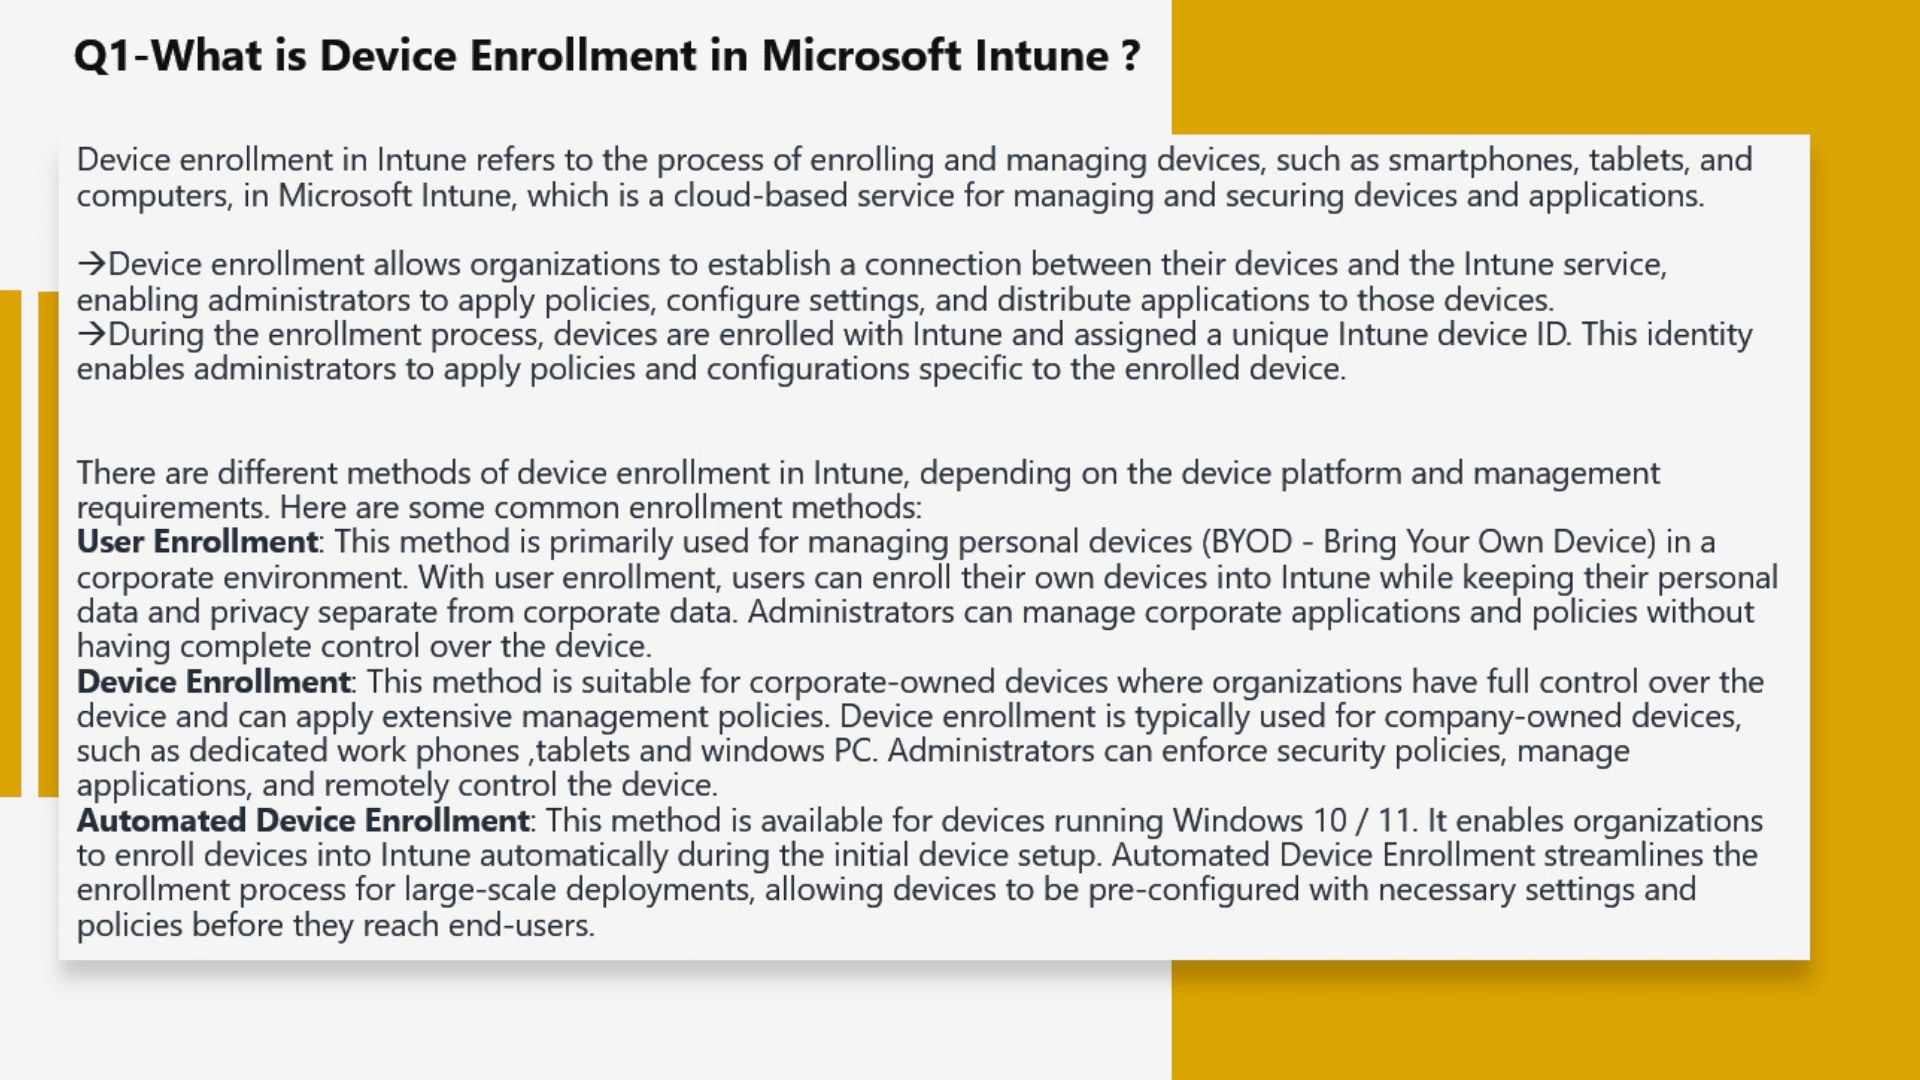 Q1-What is Device Enrollment in Microsoft Intune ?
Device enrollment in Intune refers to the process of enrolling and managing devices, such as smartphones, tablets, and
computers, in Microsoft Intune, which is a cloud-based service for managing and securing devices and applications.
→Device enrollment allows organizations to establish a connection between their devices and the Intune service,
enabling administrators to apply policies, configure settings, and distribute applications to those devices.
→During the enrollment process, devices are enrolled with Intune and assigned a unique Intune device ID. This identity
enables administrators to apply policies and configurations specific to the enrolled device.
There are different methods of device enrollment in Intune, depending on the device platform and management
requirements. Here are some common enrollment methods:
User Enrollment: This method is primarily used for managing personal devices (BYOD - Bring Your Own Device) in a
corporate environment. With user enrollment, users can enroll their own devices into Intune while keeping their personal
data and privacy separate from corporate data. Administrators can manage corporate applications and policies without
having complete control over the device.
Device Enrollment: This method is suitable for corporate-owned devices where organizations have full control over the
device and can apply extensive management policies. Device enrollment is typically used for company-owned devices,
such as dedicated work phones ,tablets and windows PC. Administrators can enforce security policies, manage
applications, and remotely control the device.
Automated Device Enrollment: This method is available for devices running Windows 10 / 11. It enables organizations
to enroll devices into Intune automatically during the initial device setup. Automated Device Enrollment streamlines the
enrollment process for large-scale deployments, allowing devices to be pre-configured with necessary settings and
policies before they reach end-users.